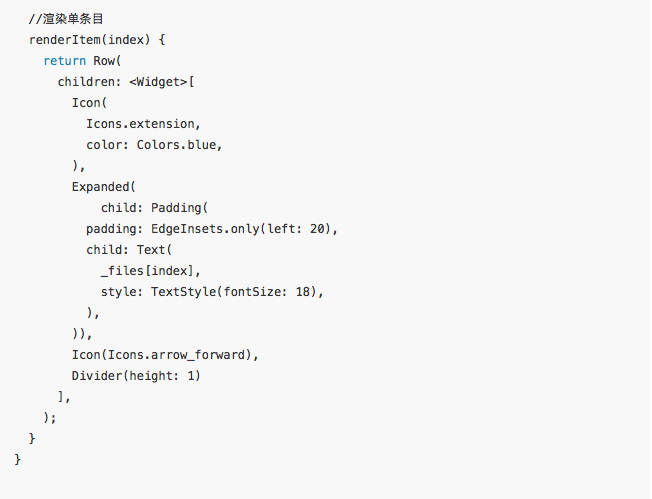 //渲染单条目
renderItem(index) {
return Row(
children: <Widget>[
Icon(
Icons.extension,
color: Colors.blue,
),
Expanded(
child: Padding(
padding: EdgeInsets.only(left: 20),
child: Text(
_files[index],
style: TextStyle(fontSize: 18),
),
)),
Icon(Icons.arrow_forward),
Divider(height: 1)
],
);
}
}